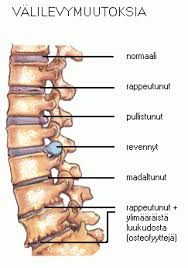 VÄLILEVYMUUTOKSIA
normaali
rappeutunut
pullistunut
revennyt
madaltunut
rappeutunut +
ylimääräistä
luukudosta
(osteofyyttejä)